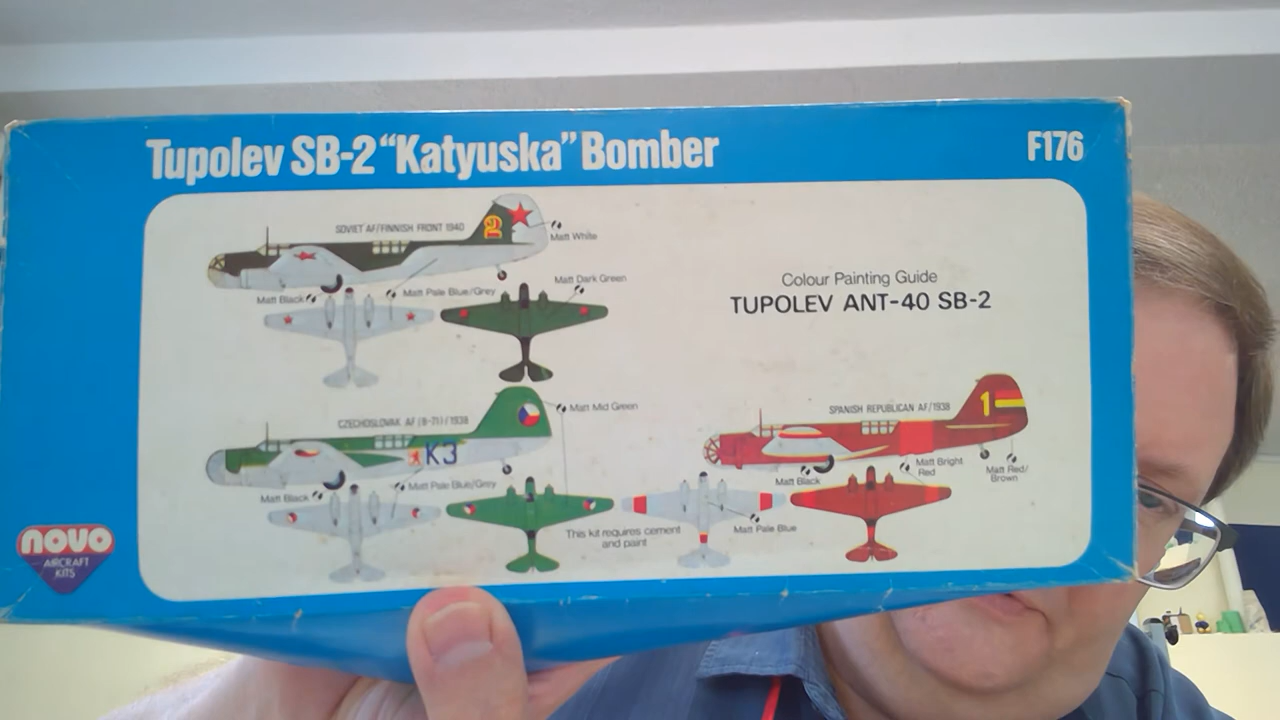 Tupolev SB-2 “Katyuska” Bomber
F176
SOVIET AF/FINNISH FRONT 1940
2
Matt White
Matt Black
Matt Pale Blue/Grey
Matt Dark Green
Colour Painting Guide
TUPOLEV ANT-40 SB-2
CZECHOSLOVAK AF (B-71)/1938
K3
Matt Mid Green
Matt Black
Matt Pale Blue/Grey
This kit requires cement
and paint
SPANISH REPUBLICAN AF/1938
1
Matt Black
Matt Bright
Red
Matt Red/
Brown
Matt Pale Blue
novo
AIRCRAFT
KITS